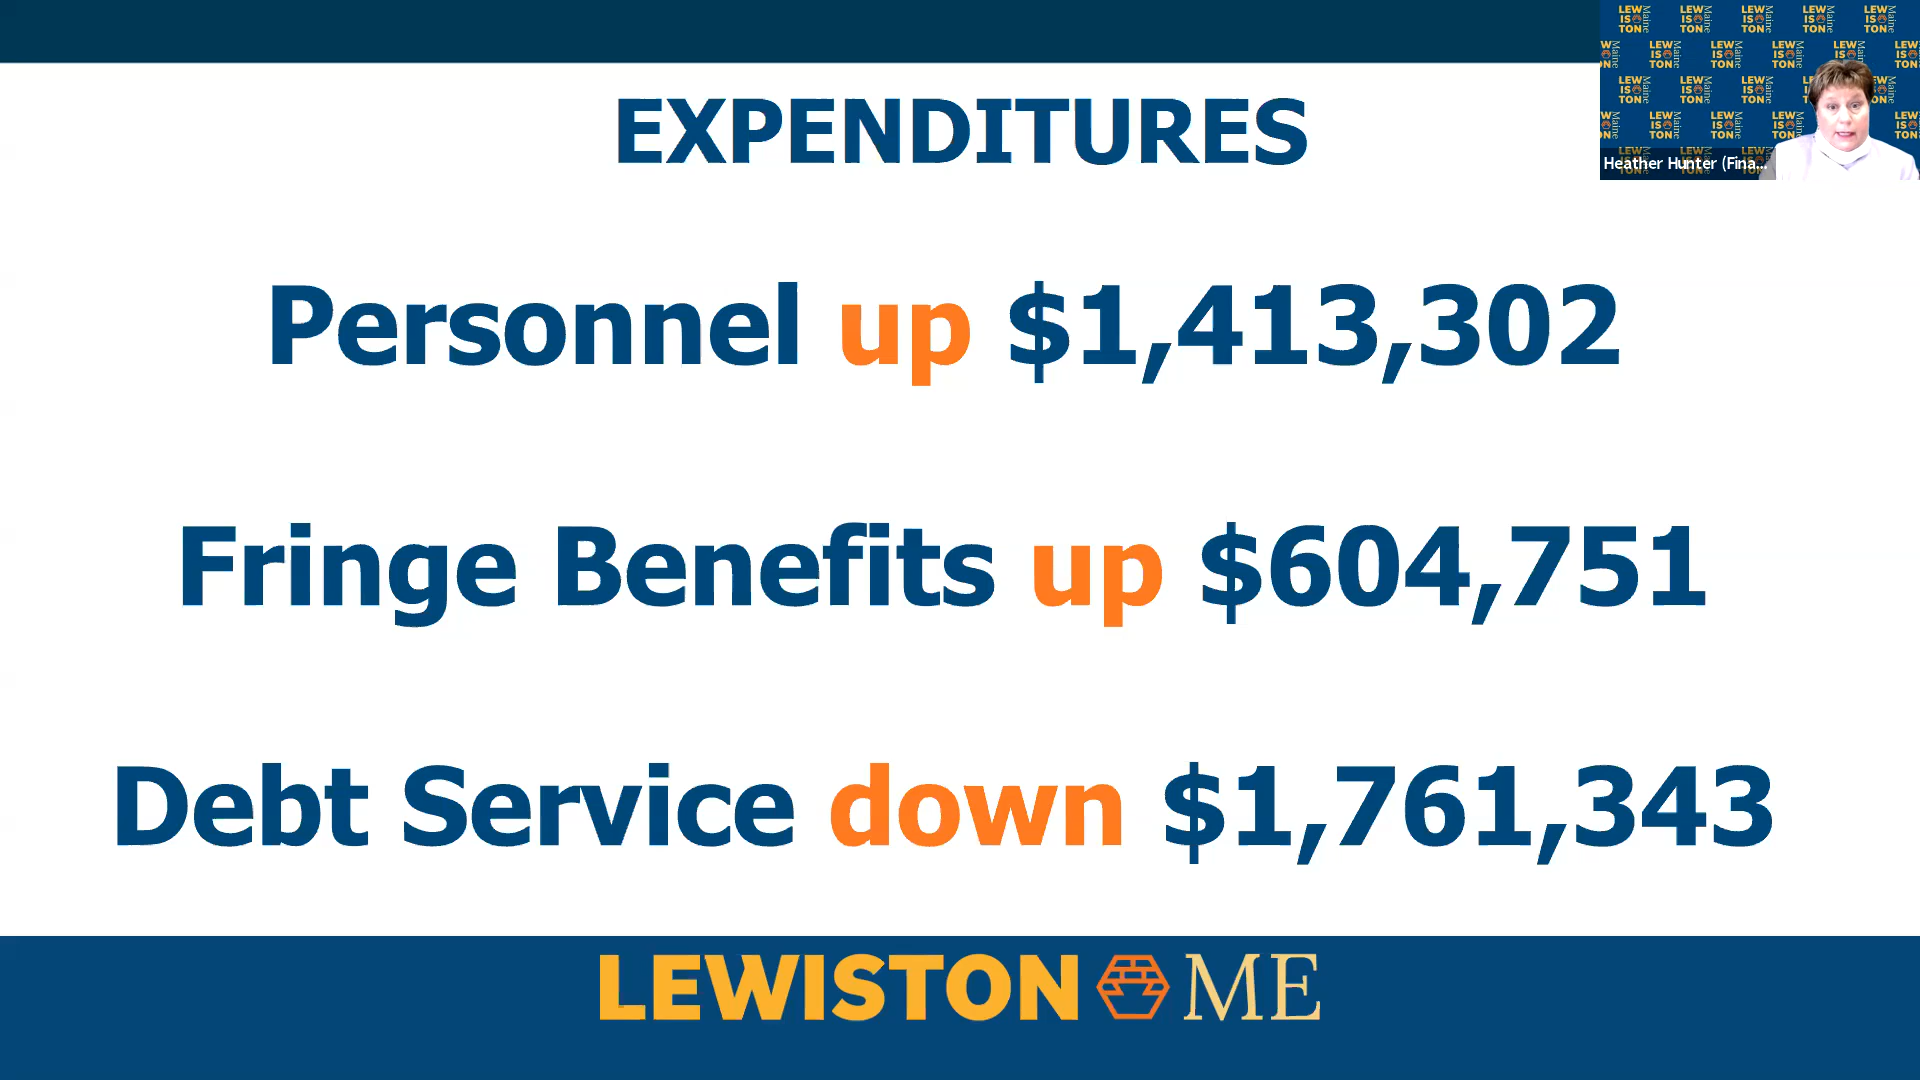 EXPENDITURES
Heather Hunter (Fina...
Personnel up $1,413,302
Fringe Benefits up $604,751
Debt Service down $1,761,343
LEWISTON ME